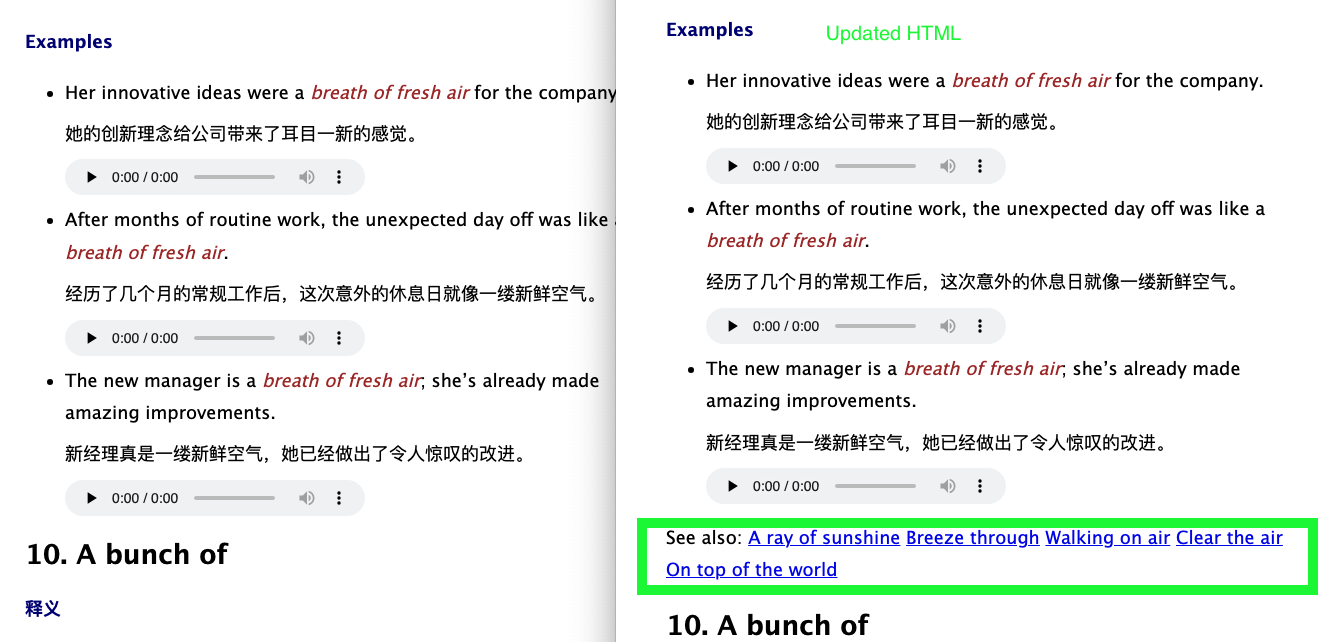 Examples
• Her innovative ideas were a breath of fresh air for the company
她的创新理念给公司带来了耳目一新的感觉。
0:00 / 0:00
• After months of routine work, the unexpected day off was like
breath of fresh air.
经历了几个月的常规工作后，这次意外的休息日就像一缕新鲜空气。
0:00 / 0:00
• The new manager is a breath of fresh air; she’s already made
amazing improvements.
新经理真是一缕新鲜空气，她已经做出了令人惊叹的改进。
0:00 / 0:00
10. A bunch of
释义
Examples
Updated HTML
• Her innovative ideas were a breath of fresh air for the company.
她的创新理念给公司带来了耳目一新的感觉。
0:00 / 0:00
• After months of routine work, the unexpected day off was like a
breath of fresh air.
经历了几个月的常规工作后，这次意外的休息日就像一缕新鲜空气。
0:00 / 0:00
• The new manager is a breath of fresh air; she’s already made
amazing improvements.
新经理真是一缕新鲜空气，她已经做出了令人惊叹的改进。
0:00 / 0:00
See also: A ray of sunshine Breeze through Walking on air Clear the air
On top of the world
10. A bunch of